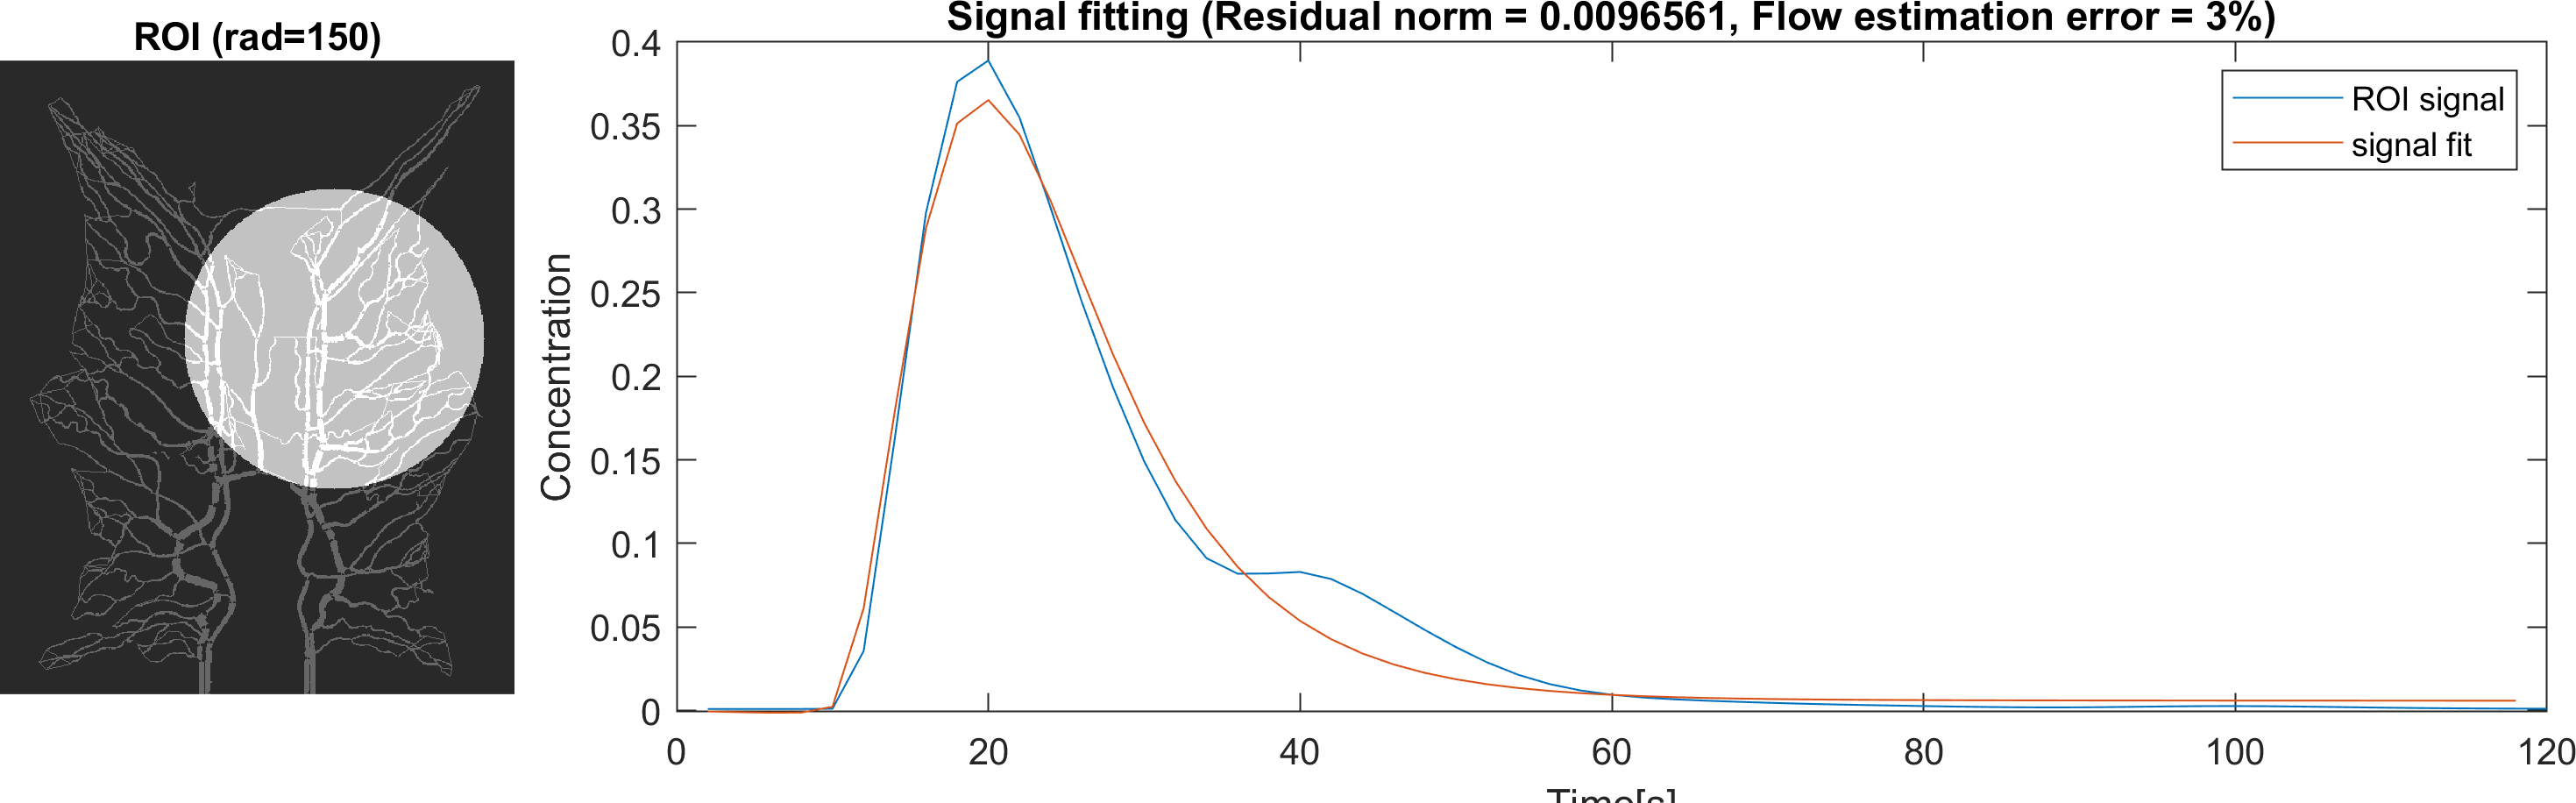 ROI (rad=150)
Signal fitting (Residual norm = 0.0096561, Flow estimation error = 3%)
Concentration
0.4
0.35
0.3
0.25
0.2
0.15
0.1
0.05
0
0
20
40
60
80
100
120
Time[s]
ROI signal
signal fit